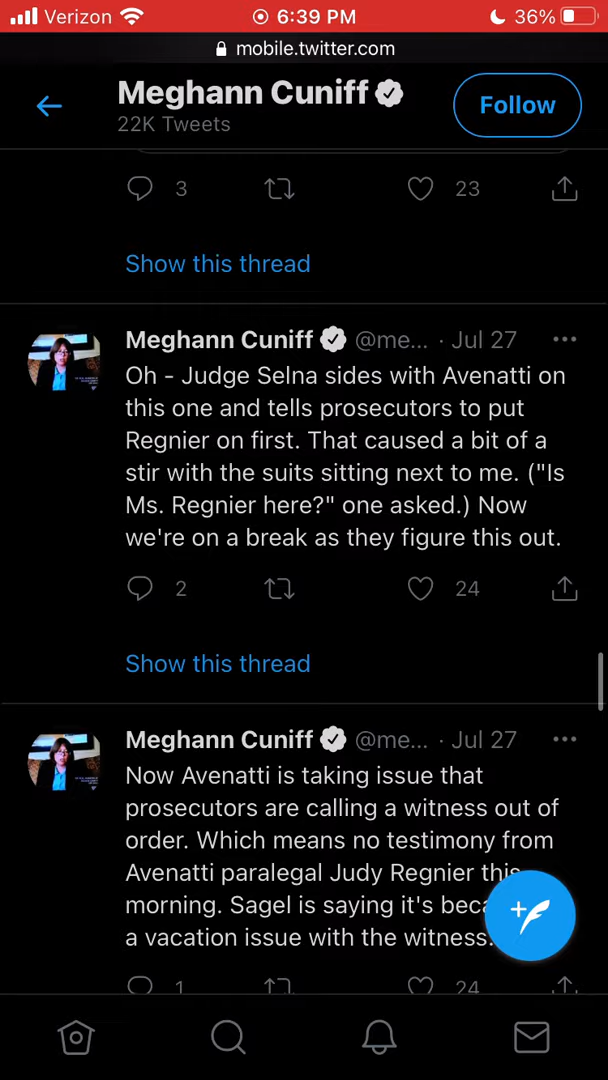 Verizon 6:39 PM 36%
mobile.twitter.com
Meghann Cuniff
22K Tweets
Follow
3 23
Show this thread
Meghann Cuniff @me... · Jul 27
Oh - Judge Selna sides with Avenatti on
this one and tells prosecutors to put
Regnier on first. That caused a bit of a
stir with the suits sitting next to me. ("Is
Ms. Regnier here?" one asked.) Now
we're on a break as they figure this out.
2 24
Show this thread
Meghann Cuniff @me... · Jul 27
Now Avenatti is taking issue that
prosecutors are calling a witness out of
order. Which means no testimony from
Avenatti paralegal Judy Regnier this
morning. Sagel is saying it's
a vacation issue with the witness.
1 24